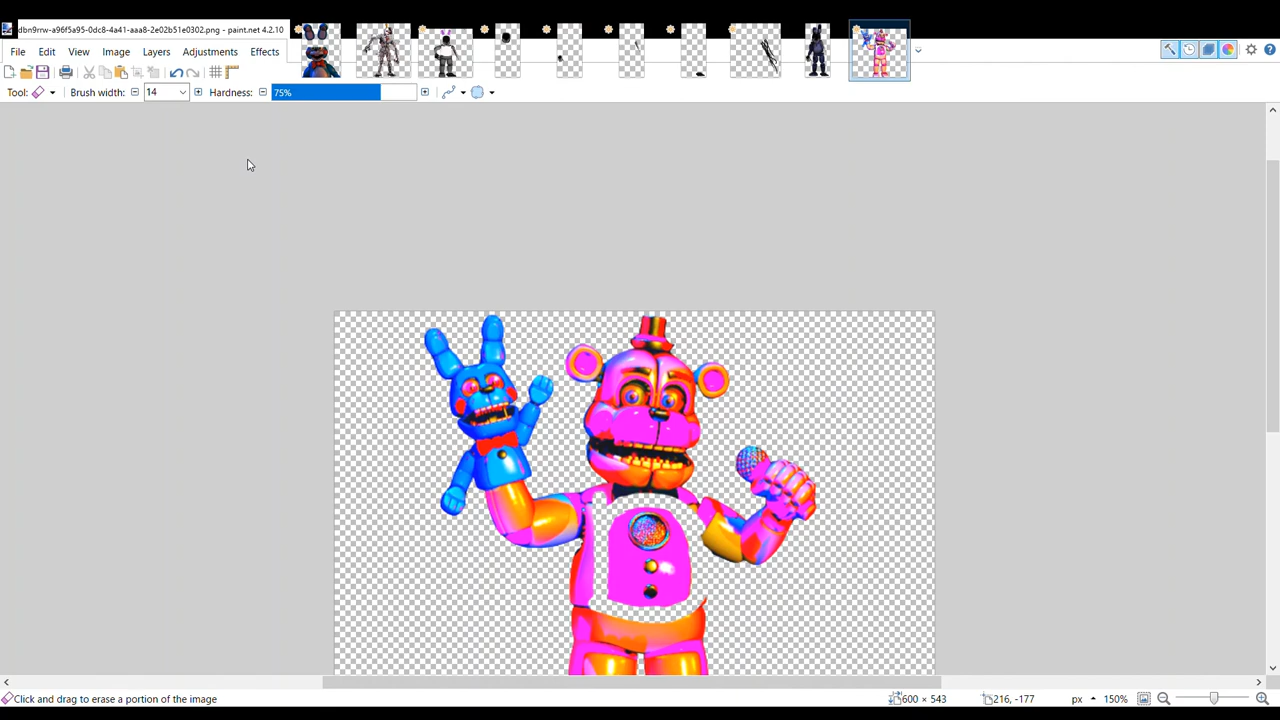 dbn9rrw-a96f5a95-0dc8-4a41-aaa8-2e02b51e0302.png - paint.net 4.2.10
File Edit View Image Layers Adjustments Effects
Tool: Brush width: 14 Hardness: 75%
Click and drag to erase a portion of the image 600 × 543 216, -177 px 150%